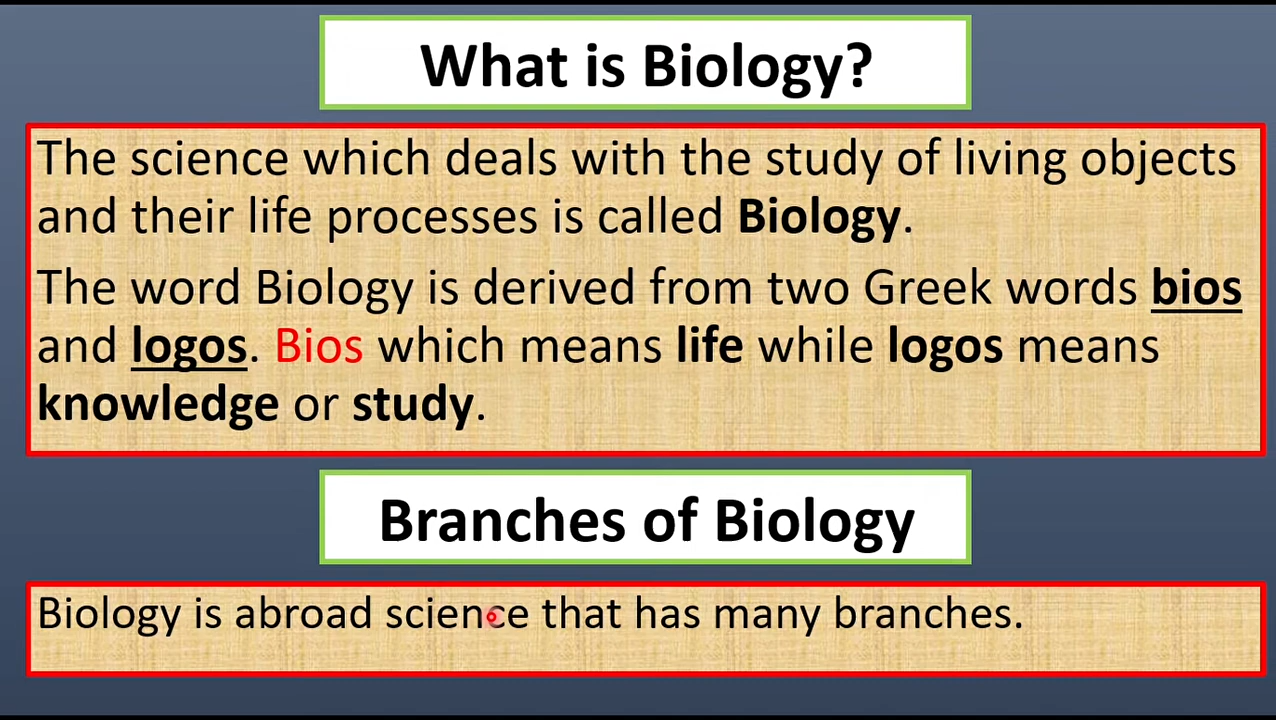 What is Biology?
The science which deals with the study of living objects
and their life processes is called Biology.
The word Biology is derived from two Greek words bios
and logos. Bios which means life while logos means
knowledge or study.
Branches of Biology
Biology is abroad science that has many branches.